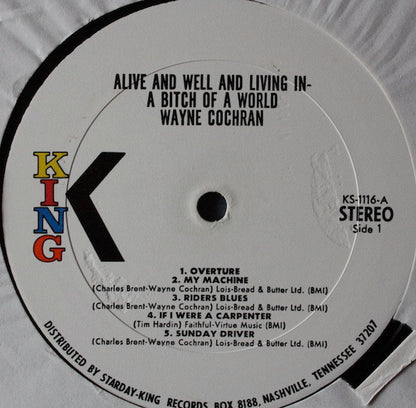 ALIVE AND WELL AND LIVING IN-
A BITCH OF A WORLD
WAYNE COCHRAN
KING
K
KS-1116-A
STEREO
Side 1
1. OVERTURE
2. MY MACHINE
(Charles Brent-Wayne Cochran) Lois-Bread & Butter Ltd. (BMI)
3. RIDERS BLUES
(Charles Brent-Wayne Cochran) Lois-Bread & Butter Ltd. (BMI)
4. IF I WERE A CARPENTER
(Tim Hardin) Faithful-Virtue Music (BMI)
5. SUNDAY DRIVER
(Charles Brent-Wayne Cochran) Lois-Bread & Butter Ltd. (BMI)
DISTRIBUTED BY STARDAY-KING RECORDS, BOX 8188, NASHVILLE, TENNESSEE 37207